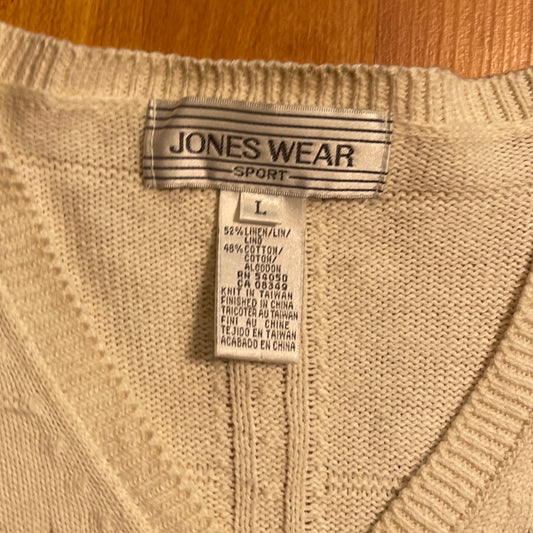 JONES WEAR
SPORT
L
52% LINEN/LIN/
LINO
48% COTTON/
COTON/
ALGODON
RN 54050
CA 08349
KNIT IN TAIWAN
FINISHED IN CHINA
TRICOTER AU TAIWAN
FINI AU CHINE
TEJIDO EN TAIWAN
ACABADO EN CHINA